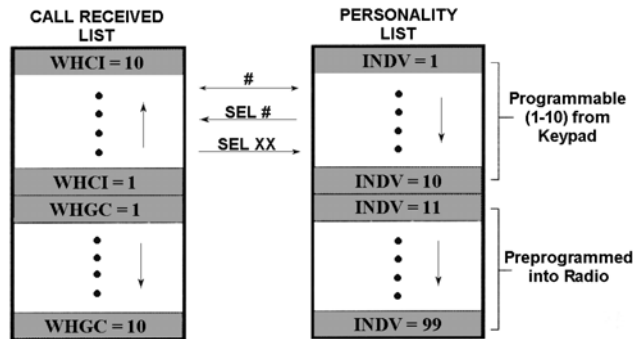 CALL RECEIVED
LIST
PERSONALITY
LIST
WHCI = 10
INDV = 1
#
SEL #
SEL XX
Programmable
(1-10) from
Keypad
WHCI = 1
INDV = 10
WHGC = 1
INDV = 11
Preprogrammed
into Radio
WHGC = 10
INDV = 99